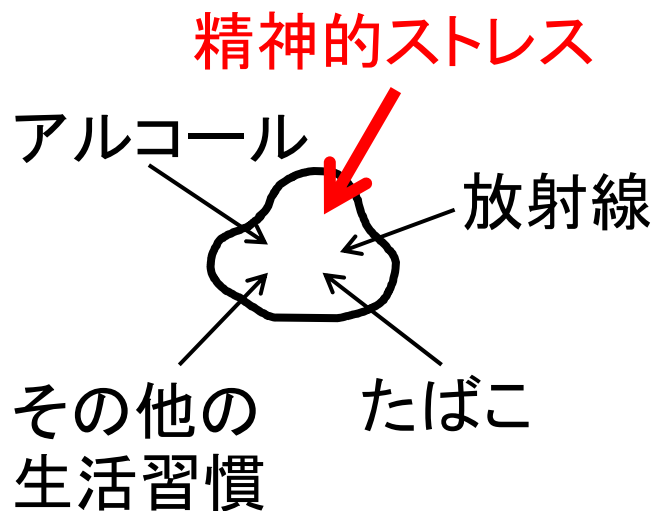 精神的ストレス
アルコール
放射線
その他の
生活習慣
たばこ